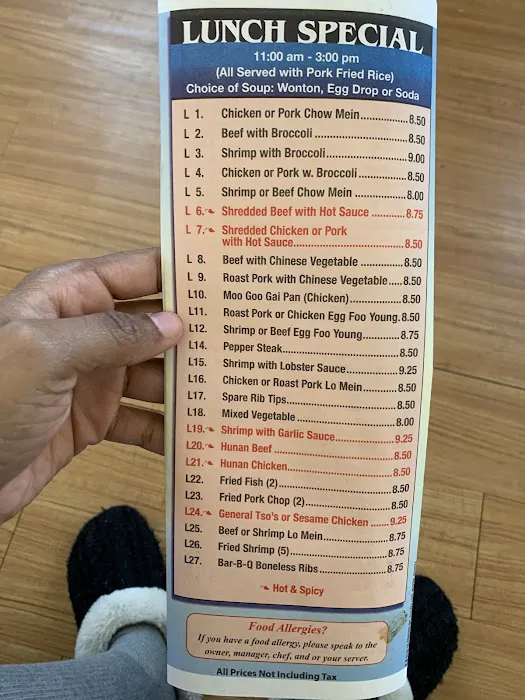 LUNCH SPECIAL
11:00 am - 3:00 pm
(All Served with Pork Fried Rice)
Choice of Soup: Wonton, Egg Drop or Soda
L 1. Chicken or Pork Chow Mein..................8.50
L 2. Beef with Broccoli..............................8.50
L 3. Shrimp with Broccoli..........................9.00
L 4. Chicken or Pork w. Broccoli...............8.50
L 5. Shrimp or Beef Chow Mein ................8.00
L 6. Shredded Beef with Hot Sauce ...........8.75
L 7. Shredded Chicken or Pork
with Hot Sauce....................................8.50
L 8. Beef with Chinese Vegetable ..............8.50
L 9. Roast Pork with Chinese Vegetable.....8.50
L10. Moo Goo Gai Pan (Chicken)................8.50
L11. Roast Pork or Chicken Egg Foo Young.8.50
L12. Shrimp or Beef Egg Foo Young............8.75
L14. Pepper Steak......................................8.50
L15. Shrimp with Lobster Sauce.................9.25
L16. Chicken or Roast Pork Lo Mein...........8.50
L17. Spare Rib Tips....................................8.50
L18. Mixed Vegetable .................................8.00
L19. Shrimp with Garlic Sauce....................9.25
L20. Hunan Beef ........................................8.50
L21. Hunan Chicken...................................8.50
L22. Fried Fish (2)......................................8.50
L23. Fried Pork Chop (2).............................8.50
L24. General Tso's or Sesame Chicken ......9.25
L25. Beef or Shrimp Lo Mein......................8.75
L26. Fried Shrimp (5).................................8.75
L27. Bar-B-Q Boneless Ribs.......................8.75
Hot & Spicy
Food Allergies?
If you have a food allergy, please speak to the
owner, manager, chef, and or your server.
All Prices Not Including Tax